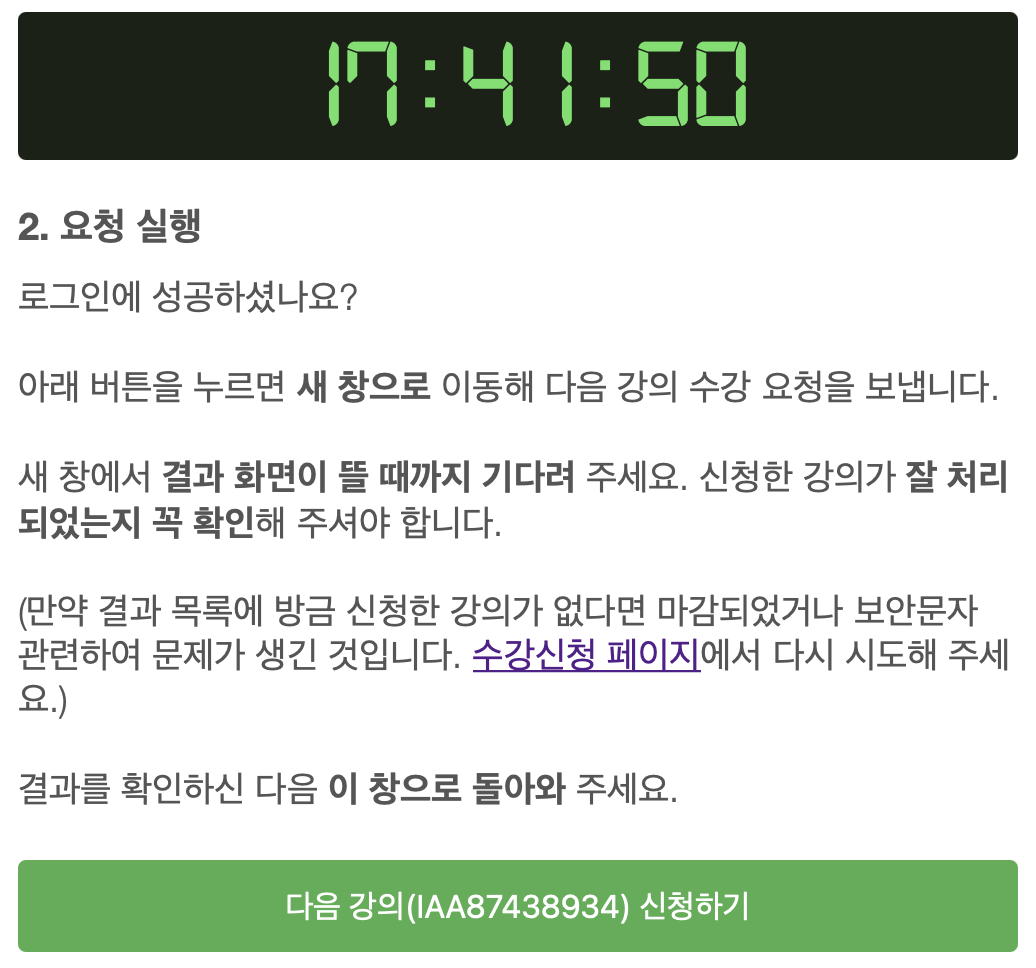 17:41:50
2. 요청 실행
로그인에 성공하셨나요?
아래 버튼을 누르면 새 창으로 이동해 다음 강의 수강 요청을 보냅니다.
새 창에서 결과 화면이 뜰 때까지 기다려 주세요. 신청한 강의가 잘 처리
되었는지 꼭 확인해 주셔야 합니다.
(만약 결과 목록에 방금 신청한 강의가 없다면 마감되었거나 보안문자
관련하여 문제가 생긴 것입니다. 수강신청 페이지에서 다시 시도해 주세
요.)
결과를 확인하신 다음 이 창으로 돌아와 주세요.
다음 강의(IAA87438934) 신청하기